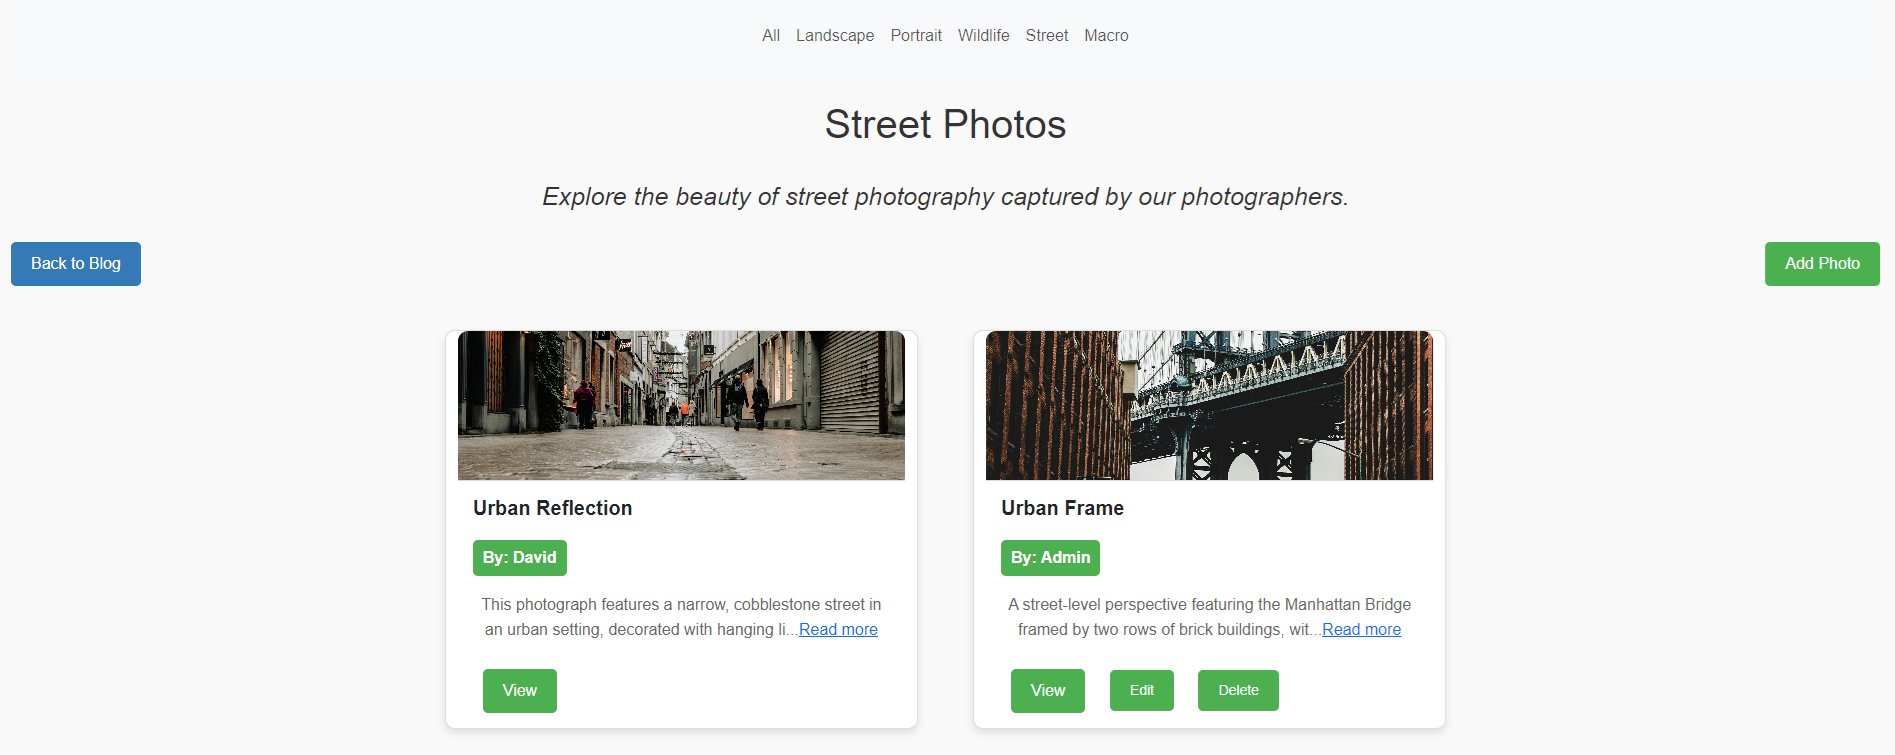 All Landscape Portrait Wildlife Street Macro
Street Photos
Explore the beauty of street photography captured by our photographers.
Back to Blog
Add Photo
Urban Reflection
By: David
This photograph features a narrow, cobblestone street in
an urban setting, decorated with hanging li...Read more
View
Urban Frame
By: Admin
A street-level perspective featuring the Manhattan Bridge
framed by two rows of brick buildings, wit...Read more
View Edit Delete